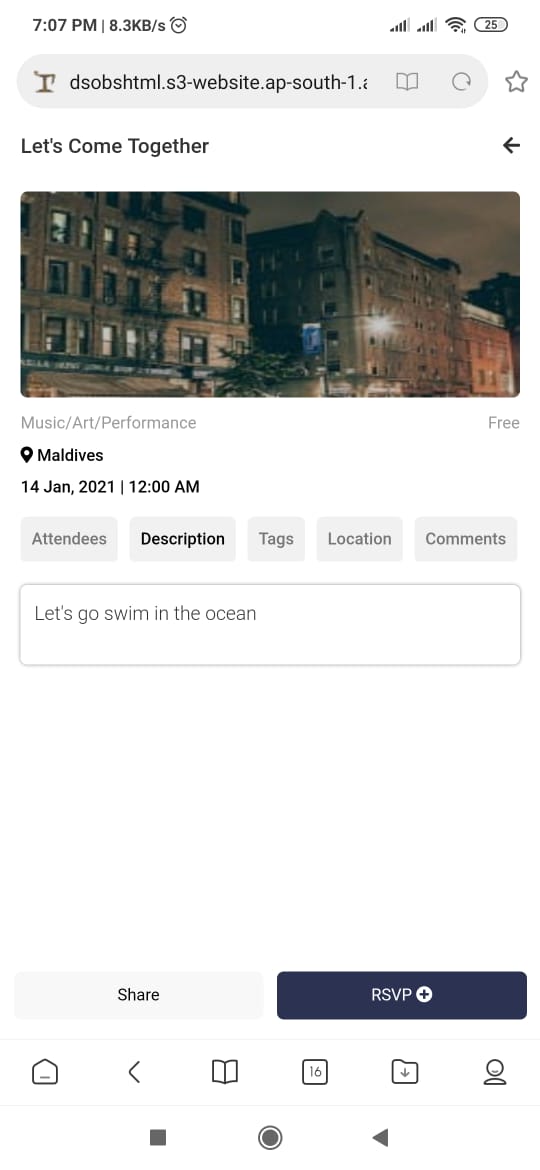 7:07 PM | 8.3KB/s
25
dsobshtml.s3-website.ap-south-1.a
Let's Come Together
Music/Art/Performance Free
Maldives
14 Jan, 2021 | 12:00 AM
Attendees Description Tags Location Comments
Let's go swim in the ocean
Share RSVP
16